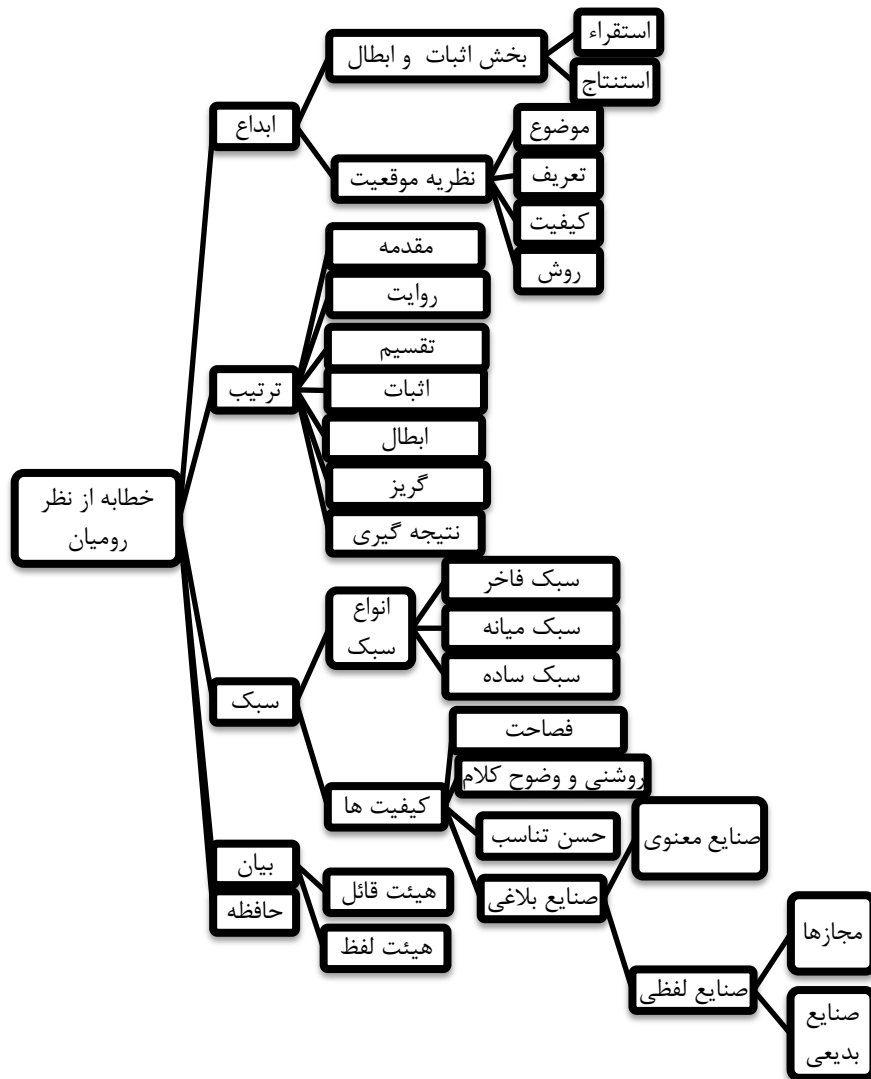 خطابه از نظر
رومیان
ابداع
بخش اثبات و ابطال
استقراء
استنتاج
نظریه موقعیت
موضوع
تعریف
کیفیت
روش
ترتیب
مقدمه
روایت
تقسیم
اثبات
ابطال
گریز
نتیجه گیری
سبک
انواع
سبک
سبک فاخر
سبک میانه
سبک ساده
کیفیت ها
فصاحت
روشنی و وضوح کلام
حسن تناسب
صنایع بلاغی
صنایع معنوی
صنایع لفظی
مجازها
صنایع
بدیعی
بیان
هیئت قائل
هیئت لفظ
حافظه